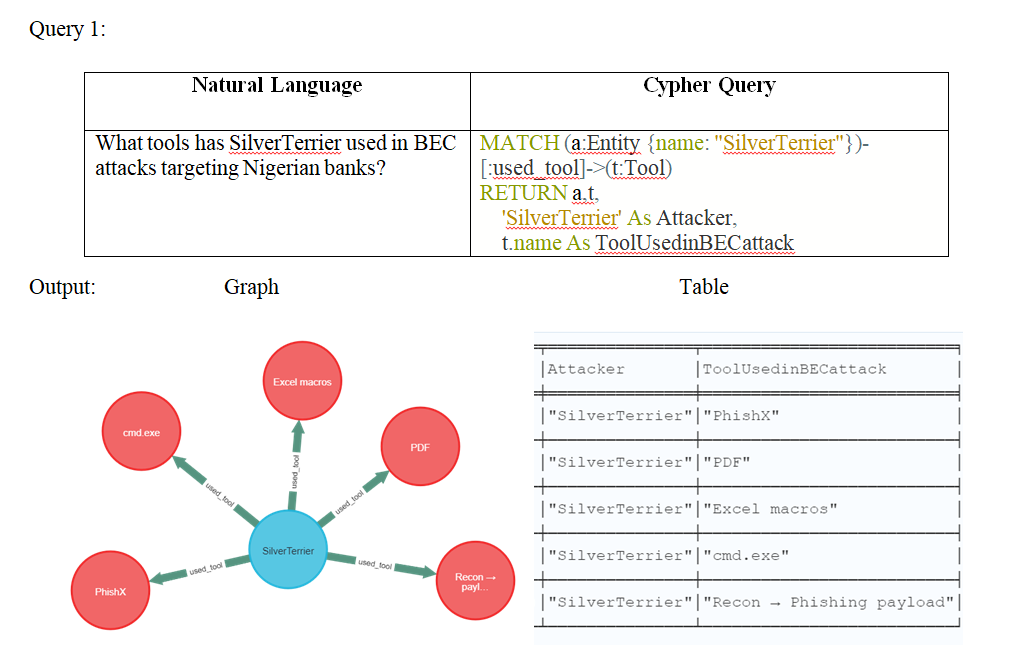 Query 1:
Natural Language
Cypher Query
What tools has SilverTerrier used in BEC
attacks targeting Nigerian banks?
MATCH (a:Entity {name: "SilverTerrier"})-
[:used_tool]->(t:Tool)
RETURN a,t,
'SilverTerrier' As Attacker,
t.name As ToolUsedinBECattack
Output:
Graph
Table
Excel macros
cmd.exe
PDF
used_tool
used_tool
used_tool
SilverTerrier
used_tool
used_tool
PhishX
Recon →
payl...
Attacker
ToolUsedinBECattack
"SilverTerrier"|"PhishX"
"SilverTerrier"|"PDF"
"SilverTerrier"|"Excel macros"
"SilverTerrier"|"cmd.exe"
"SilverTerrier"|"Recon → Phishing payload"